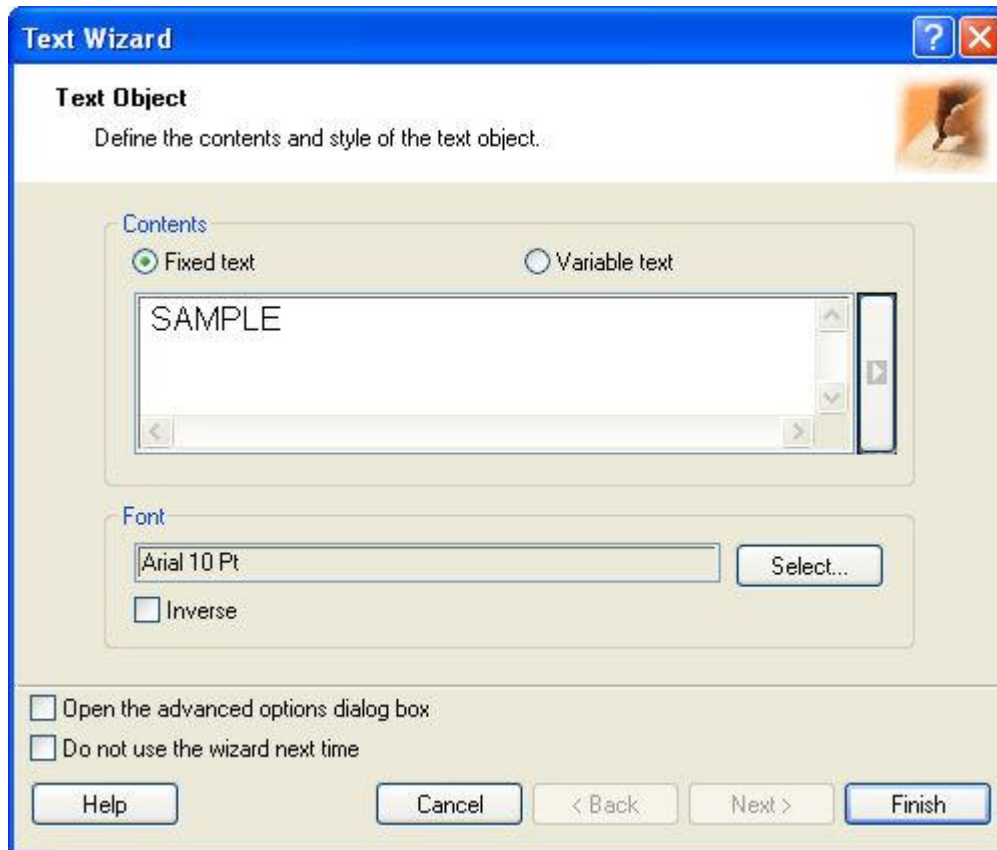 Text Wizard
?
Text Object
Define the contents and style of the text object.
Contents
Fixed text Variable text
SAMPLE
Font
Arial 10 Pt Select...
Inverse
Open the advanced options dialog box
Do not use the wizard next time
Help Cancel < Back Next > Finish